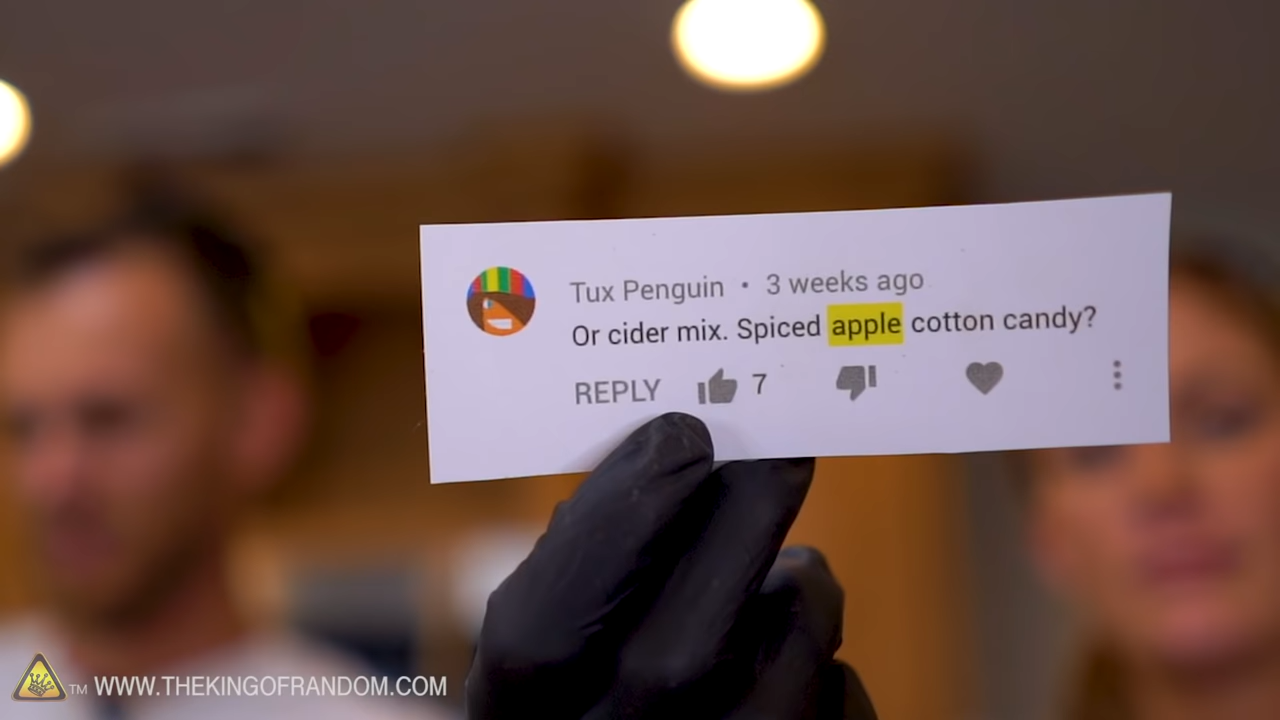 Tux Penguin • 3 weeks ago
Or cider mix. Spiced apple cotton candy?
REPLY 7
TM WWW.THEKINGOFRANDOM.COM